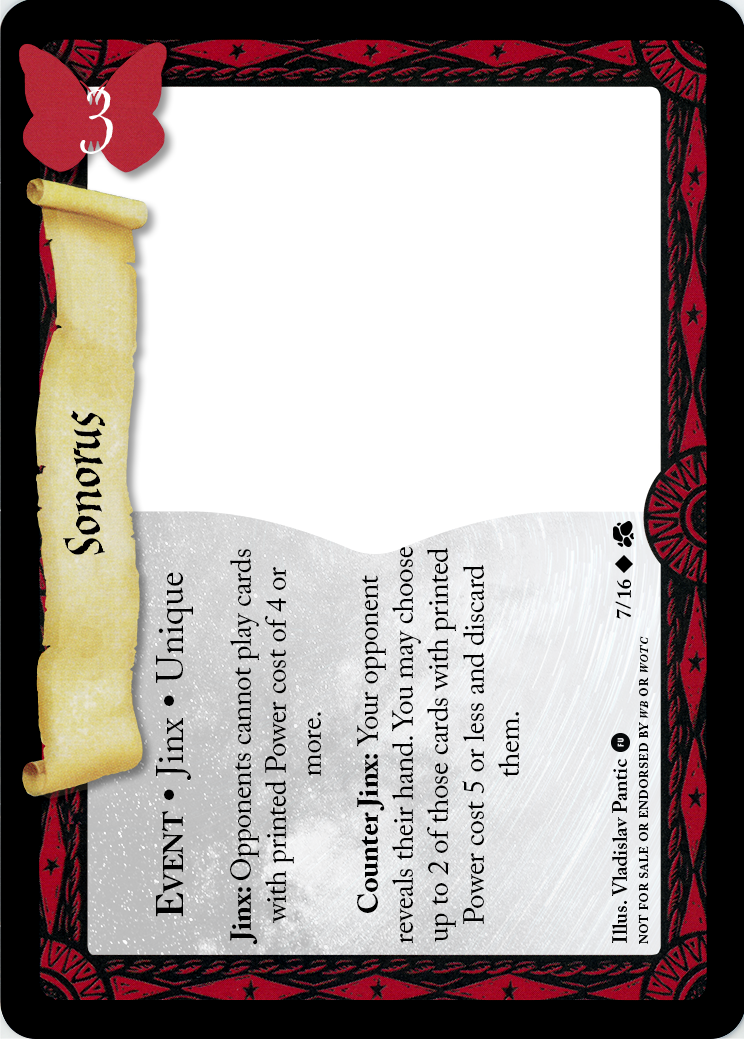 3
Sonorus
EVENT • Jinx • Unique
Jinx: Opponents cannot play cards
with printed Power cost of 4 or
more.
Counter Jinx: Your opponent
reveals their hand. You may choose
up to 2 of those cards with printed
Power cost 5 or less and discard
them.
Illus. Vladislav Pantic FU 7/16
NOT FOR SALE OR ENDORSED BY WB OR WOTC